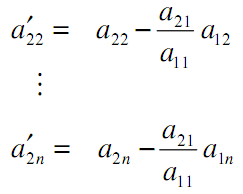 a′₂₂ = a₂₂ − a₂₁/a₁₁ a₁₂
⋮
a′₂ₙ = a₂ₙ − a₂₁/a₁₁ a₁ₙ